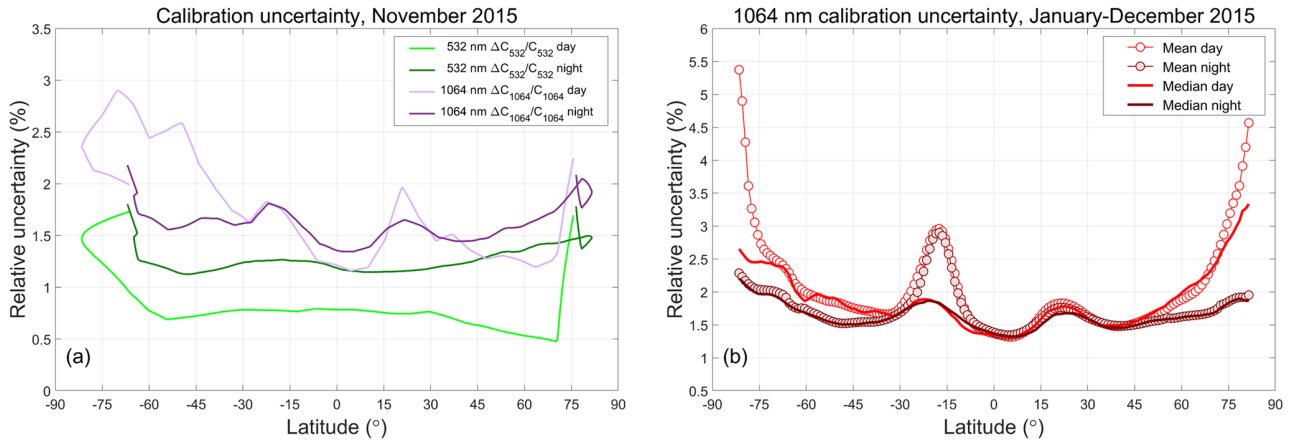 Calibration uncertainty, November 2015
3.5
3
2.5
2
1.5
1
0.5
0
Relative uncertainty (%)
532 nm ΔC532/C532 day
532 nm ΔC532/C532 night
1064 nm ΔC1064/C1064 day
1064 nm ΔC1064/C1064 night
(a)
-90 -75 -60 -45 -30 -15 0 15 30 45 60 75 90
Latitude (°)
1064 nm calibration uncertainty, January-December 2015
6
5.5
5
4.5
4
3.5
3
2.5
2
1.5
1
0.5
Relative uncertainty (%)
Mean day
Mean night
Median day
Median night
(b)
-90 -75 -60 -45 -30 -15 0 15 30 45 60 75 90
Latitude (°)